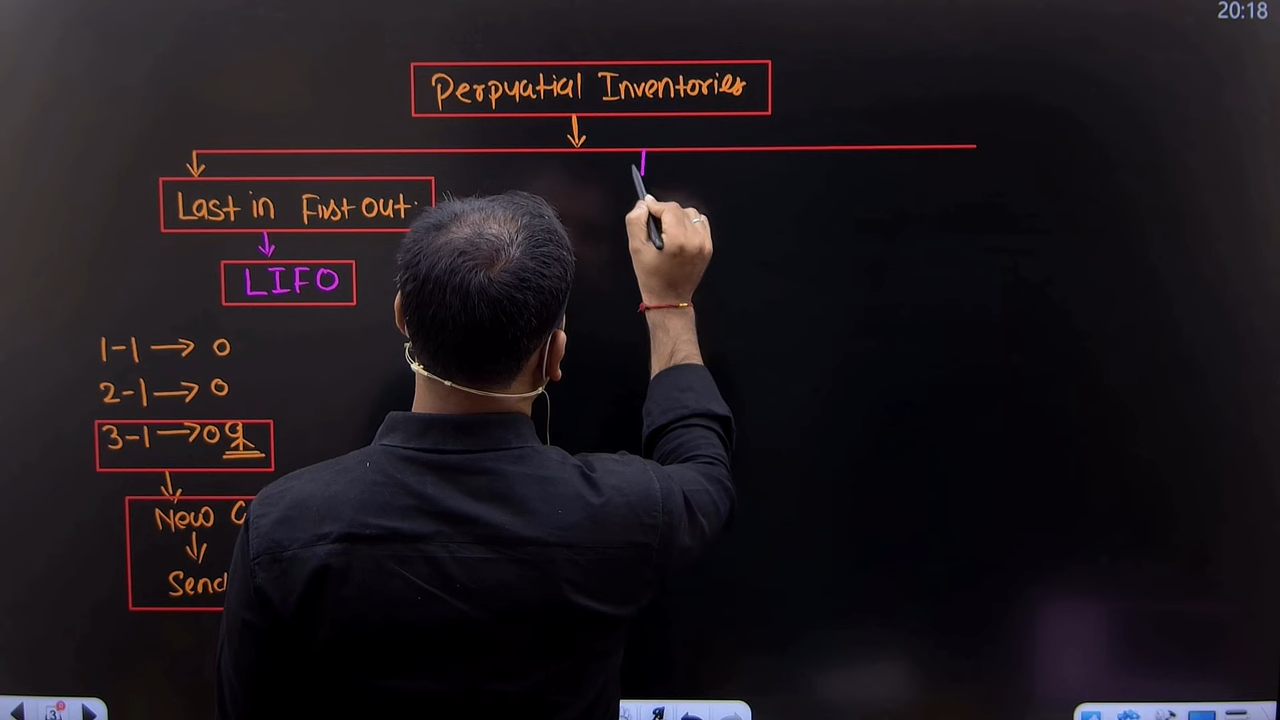 20:18
Perpuatial Inventories
Last in First out.
LIFO
1-1 → 0
2-1 → 0
3-1 → 0
New
Send
3